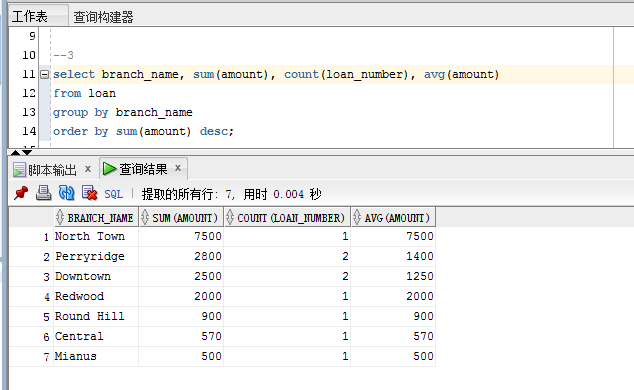 工作表 查询构建器
9
10 --3
11 select branch_name, sum(amount), count(loan_number), avg(amount)
12 from loan
13 group by branch_name
14 order by sum(amount) desc;
脚本输出 x 查询结果 x
SQL | 提取的所有行: 7, 用时 0.004 秒
BRANCH_NAME SUM(AMOUNT) COUNT(LOAN_NUMBER) AVG(AMOUNT)
1 North Town 7500 1 7500
2 Perryridge 2800 2 1400
3 Downtown 2500 2 1250
4 Redwood 2000 1 2000
5 Round Hill 900 1 900
6 Central 570 1 570
7 Mianus 500 1 500